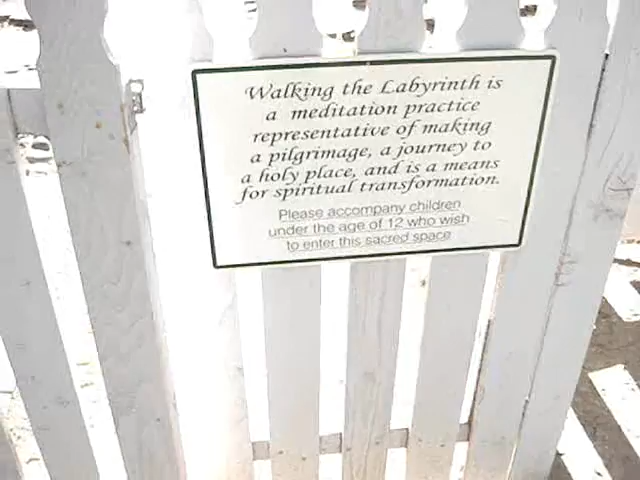 Walking the Labyrinth is
a meditation practice
representative of making
a pilgrimage, a journey to
a holy place, and is a means
for spiritual transformation.
Please accompany children
under the age of 12 who wish
to enter this sacred space